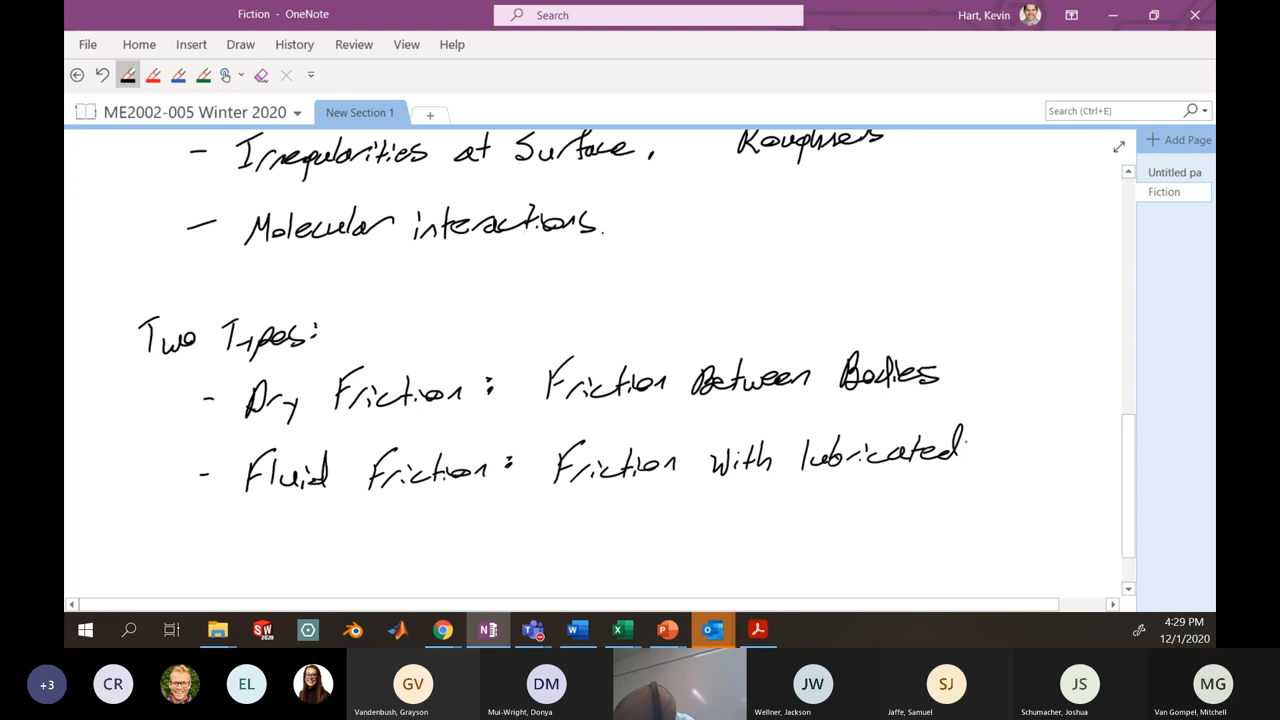 Fiction - OneNote
Search
Hart, Kevin
File Home Insert Draw History Review View Help
ME2002-005 Winter 2020
New Section 1
+
Search (Ctrl+E)
Add Page
Untitled pa
Fiction
- Irregularities at Surface, Roughness
- Molecular interactions.
Two Types:
- Dry Friction: Friction Between Bodies
- Fluid Friction: Friction with lubricated
SW 2020
4:29 PM
12/1/2020
+3 CR EL GV DM JW SJ JS MG
Vandenbush, Grayson Mui-Wright, Donya Wellner, Jackson Jaffe, Samuel Schumacher, Joshua Van Gompel, Mitchell